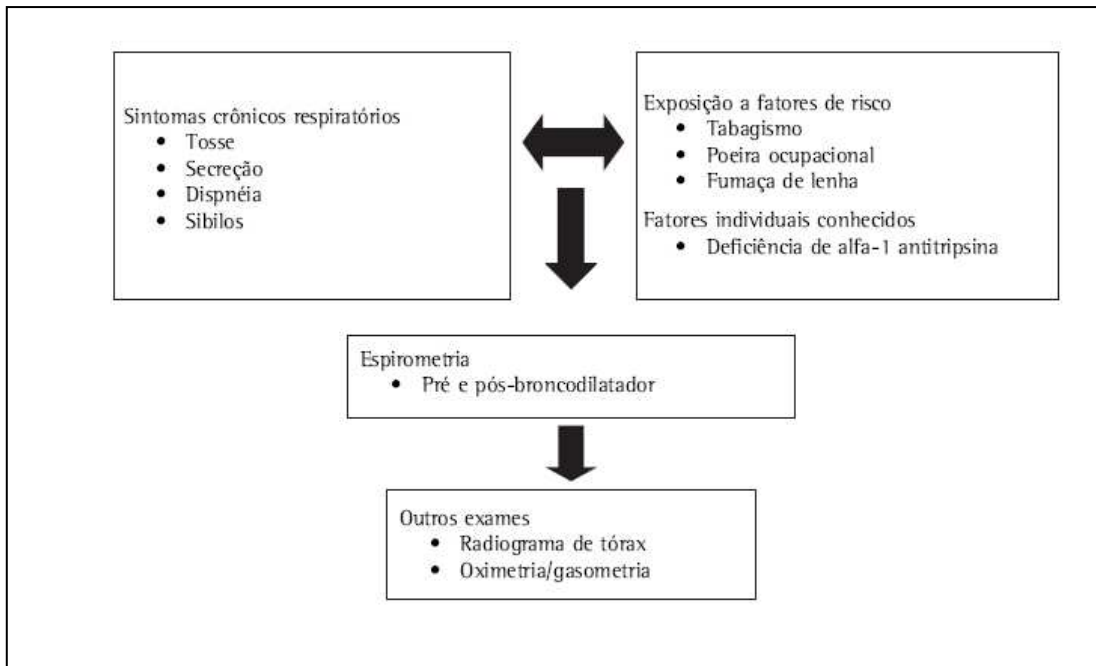 Sintomas crônicos respiratórios
• Tosse
• Secreção
• Dispnéia
• Sibilos
Exposição a fatores de risco
• Tabagismo
• Poeira ocupacional
• Fumaça de lenha
Fatores individuais conhecidos
• Deficiência de alfa-1 antitripsina
Espirometria
• Pré e pós-broncodilatador
Outros exames
• Radiograma de tórax
• Oximetria/gasometria